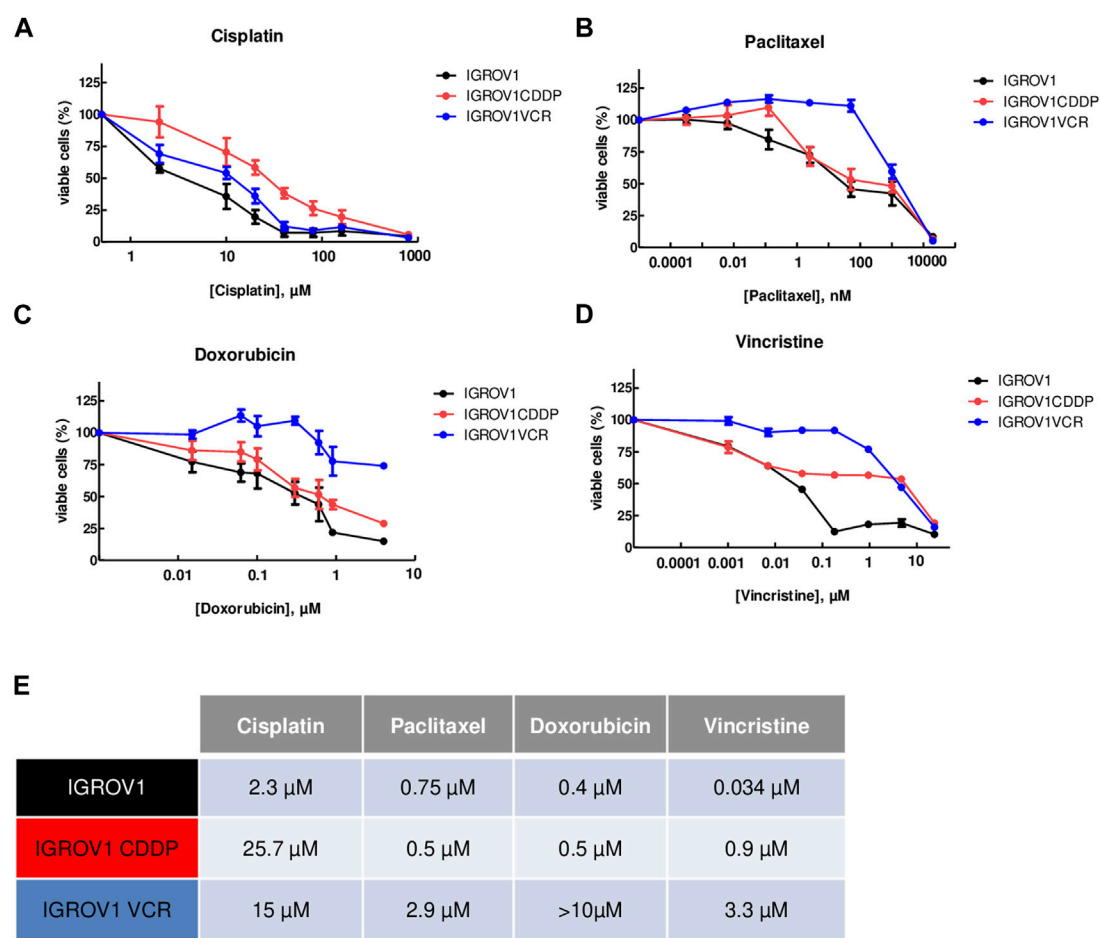 A
Cisplatin
125
100
75
50
25
0
viable cells (%)
1
10
100
1000
[Cisplatin], µM
IGROV1
IGROV1CDDP
IGROV1VCR
B
Paclitaxel
125
100
75
50
25
0
viable cells (%)
0.0001
0.01
1
100
10000
[Paclitaxel], nM
IGROV1
IGROV1CDDP
IGROV1VCR
C
Doxorubicin
125
100
75
50
25
0
viable cells (%)
0.01
0.1
1
10
[Doxorubicin], µM
IGROV1
IGROV1CDDP
IGROV1VCR
D
Vincristine
125
100
75
50
25
0
viable cells (%)
0.0001
0.001
0.01
0.1
1
10
[Vincristine], µM
IGROV1
IGROV1CDDP
IGROV1VCR
E
Cisplatin Paclitaxel Doxorubicin Vincristine
IGROV1 2.3 µM 0.75 µM 0.4 µM 0.034 µM
IGROV1 CDDP 25.7 µM 0.5 µM 0.5 µM 0.9 µM
IGROV1 VCR 15 µM 2.9 µM >10µM 3.3 µM